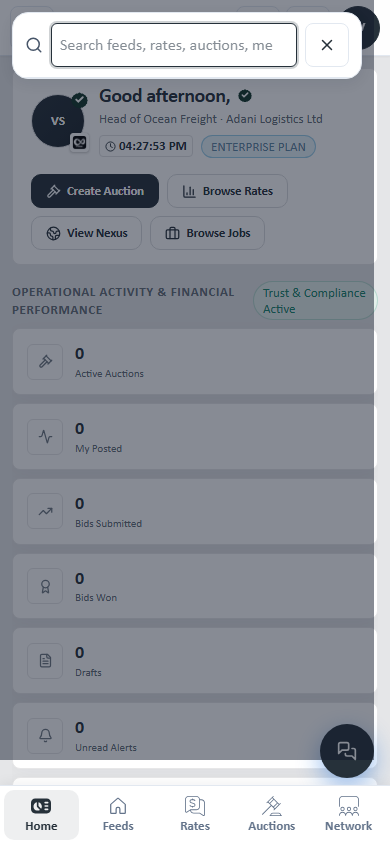 Search feeds, rates, auctions, me
Good afternoon,
VS
Head of Ocean Freight · Adani Logistics Ltd
04:27:53 PM
ENTERPRISE PLAN
Create Auction
Browse Rates
View Nexus
Browse Jobs
OPERATIONAL ACTIVITY & FINANCIAL
PERFORMANCE
Trust & Compliance
Active
0
Active Auctions
0
My Posted
0
Bids Submitted
0
Bids Won
0
Drafts
0
Unread Alerts
Home
Feeds
Rates
Auctions
Network